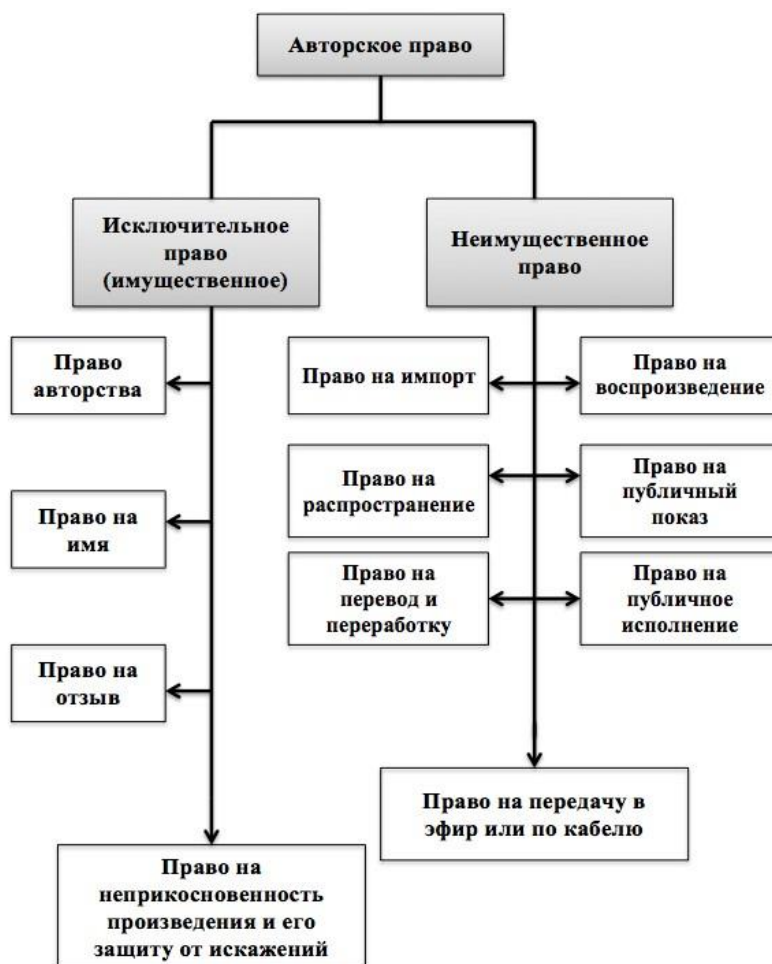 Авторское право
Исключительное
право
(имущественное)
Неимущественное
право
Право
авторства
Право на
имя
Право на
отзыв
Право на
неприкосновенность
произведения и его
защиту от искажений
Право на импорт
Право на
воспроизведение
Право на
распространение
Право на
публичный
показ
Право на
перевод и
переработку
Право на
публичное
исполнение
Право на передачу в
эфир или по кабелю